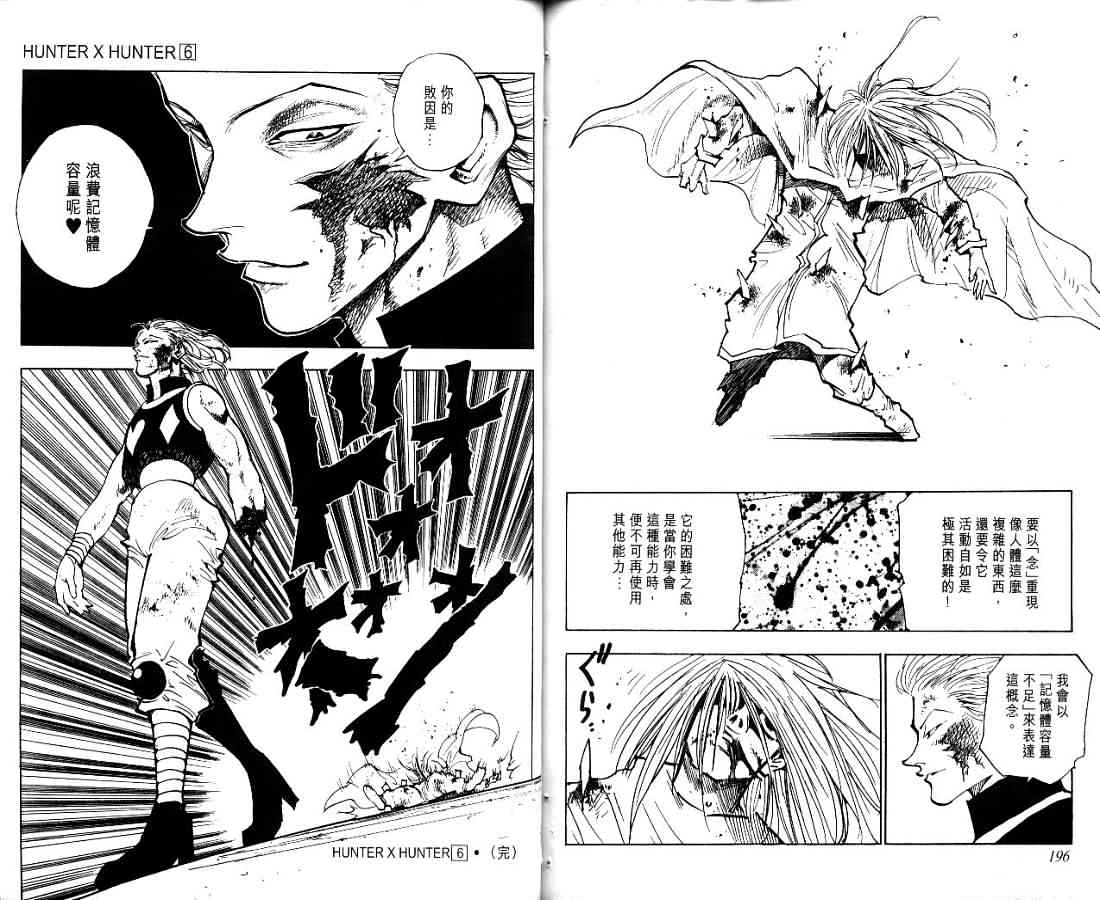 要以「念」重現
像人體這麼
複雜的東西，
還要令它
活動自如是
極其困難的！
它的困難之處，
是當你學會
這種能力時，
便不可再使用
其他能力…
我會以
「記憶體容量
不足」來表達
這概念。
ぐら…
196
HUNTER X HUNTER 6
你的
敗因是…
浪費記憶體
容量呢♥
ドオオオオン
HUNTER X HUNTER 6 •（完）